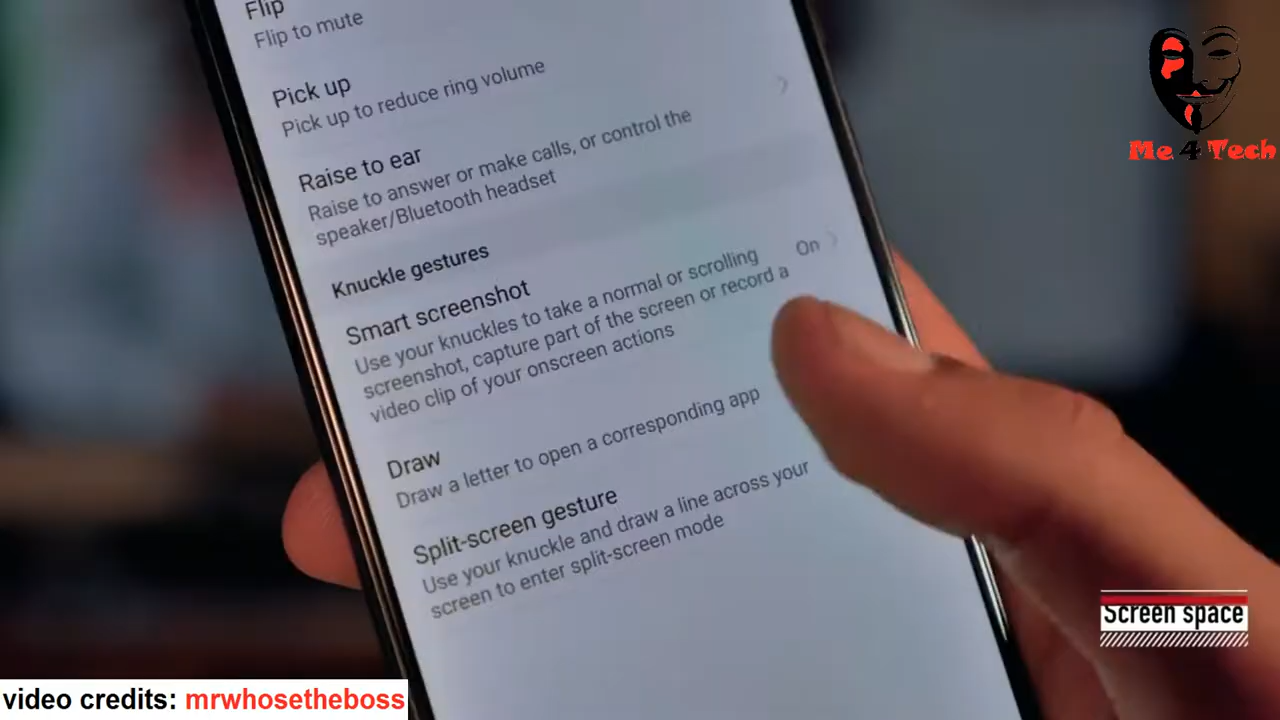 Flip
Flip to mute
Pick up
Pick up to reduce ring volume
Raise to ear
Raise to answer or make calls, or control the
speaker/Bluetooth headset
Knuckle gestures
Smart screenshot
On
Use your knuckles to take a normal or scrolling
screenshot, capture part of the screen or record a
video clip of your onscreen actions
Draw
Draw a letter to open a corresponding app
Split-screen gesture
Use your knuckle and draw a line across your
screen to enter split-screen mode
Me 4 Tech
Screen space
video credits: mrwhosetheboss